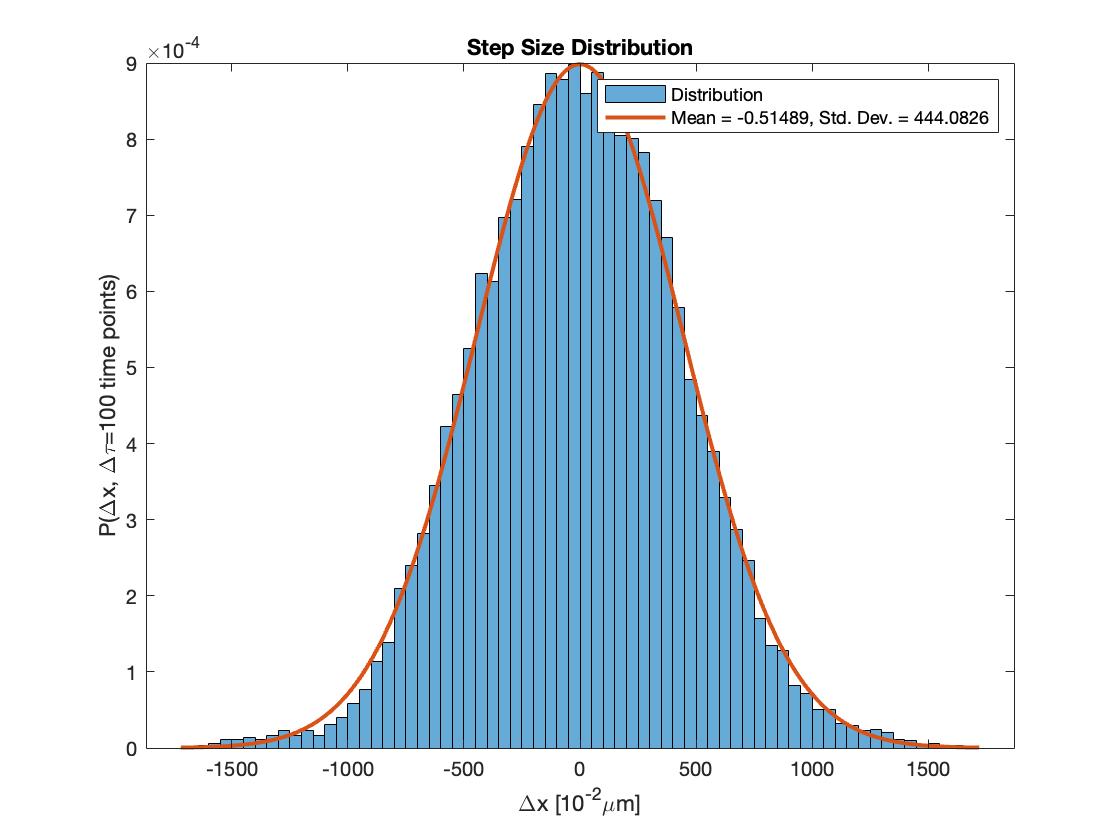 ×10⁻⁴
Step Size Distribution
9
8
7
6
5
4
3
2
1
0
P(Δx, Δτ=100 time points)
Distribution
Mean = -0.51489, Std. Dev. = 444.0826
-1500 -1000 -500 0 500 1000 1500
Δx [10⁻²μm]